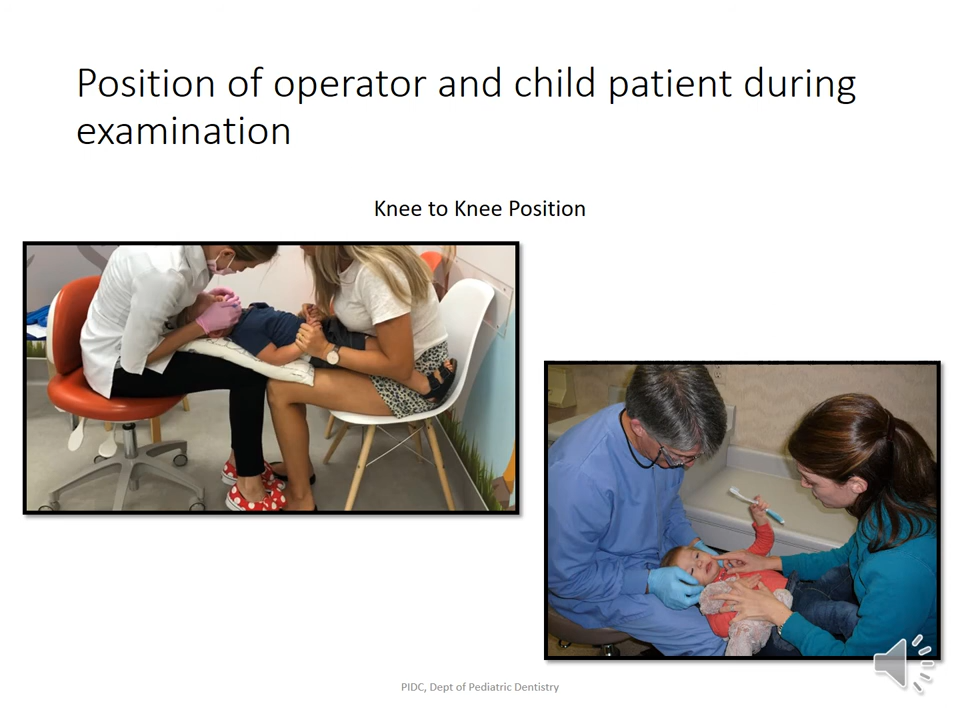 Position of operator and child patient during
examination
Knee to Knee Position
PIDC, Dept of Pediatric Dentistry